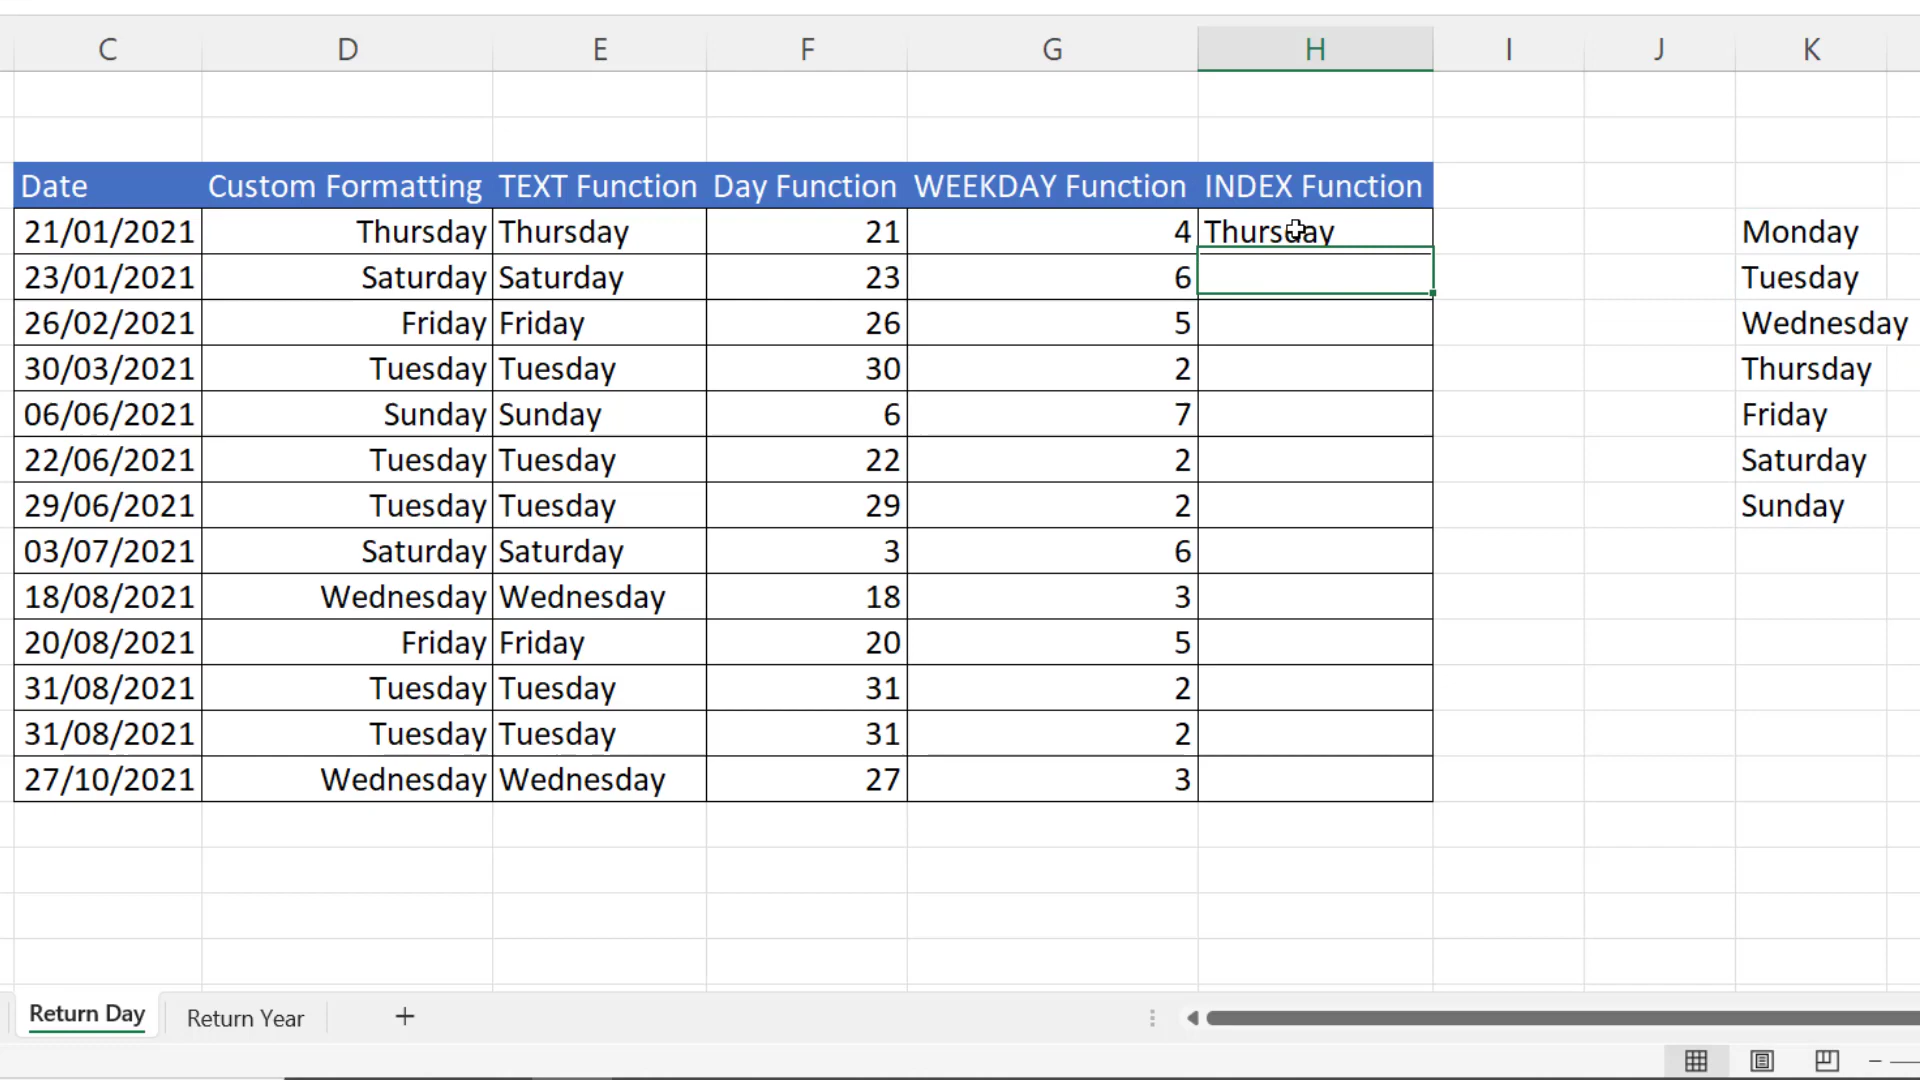 C D E F G H I J K
Date Custom Formatting TEXT Function Day Function WEEKDAY Function INDEX Function
21/01/2021 Thursday Thursday 21 4 Thursday Monday
23/01/2021 Saturday Saturday 23 6 Tuesday
26/02/2021 Friday Friday 26 5 Wednesday
30/03/2021 Tuesday Tuesday 30 2 Thursday
06/06/2021 Sunday Sunday 6 7 Friday
22/06/2021 Tuesday Tuesday 22 2 Saturday
29/06/2021 Tuesday Tuesday 29 2 Sunday
03/07/2021 Saturday Saturday 3 6
18/08/2021 Wednesday Wednesday 18 3
20/08/2021 Friday Friday 20 5
31/08/2021 Tuesday Tuesday 31 2
31/08/2021 Tuesday Tuesday 31 2
27/10/2021 Wednesday Wednesday 27 3
Return Day Return Year